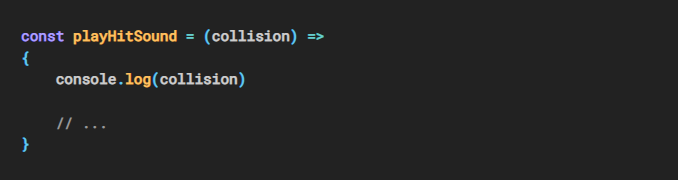 const playHitSound = (collision) =>
{
    console.log(collision)

    // ...
}